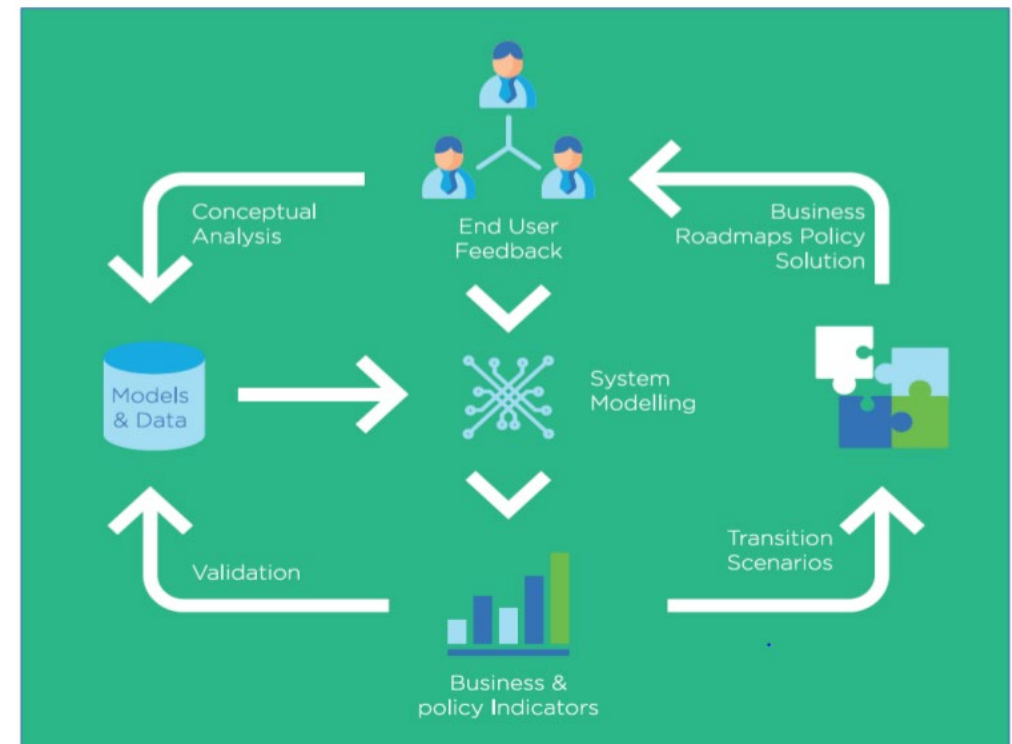 Conceptual
Analysis
End User
Feedback
Business
Roadmaps Policy
Solution
Models
& Data
System
Modelling
Validation
Transition
Scenarios
Business &
policy Indicators